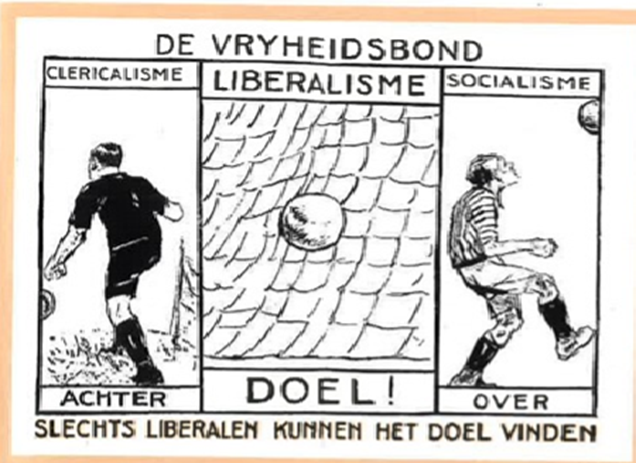 DE VRYHEIDSBOND
CLERICALISME
LIBERALISME
SOCIALISME
ACHTER
DOEL!
OVER
SLECHTS LIBERALEN KUNNEN HET DOEL VINDEN